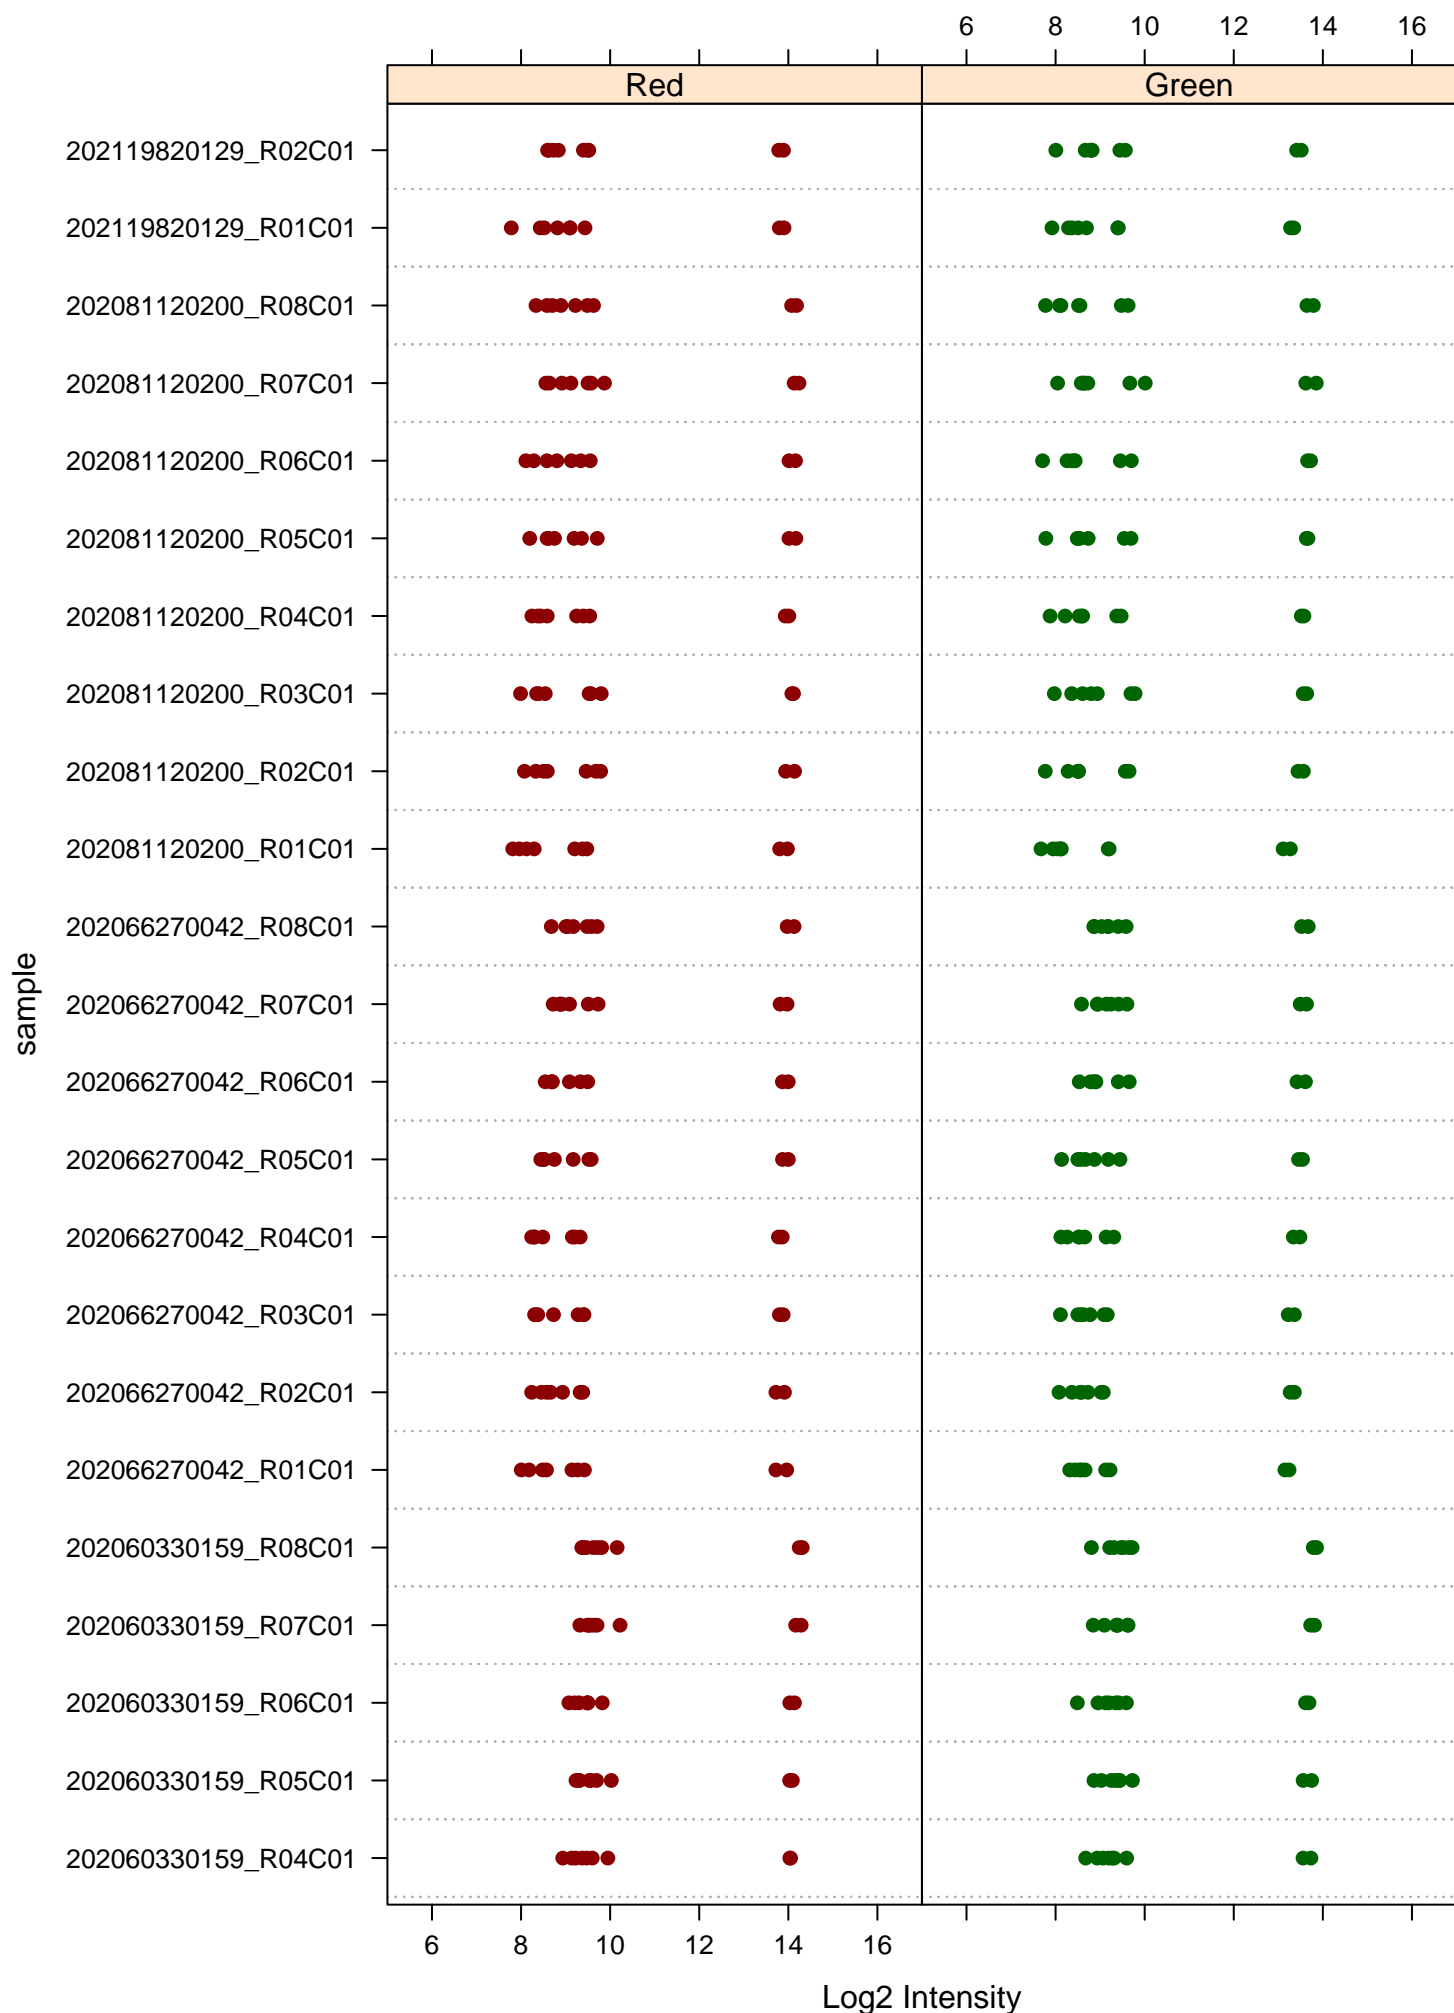 6 8 10 12 14 16
Red Green
202119820129_R02C01
202119820129_R01C01
202081120200_R08C01
202081120200_R07C01
202081120200_R06C01
202081120200_R05C01
202081120200_R04C01
202081120200_R03C01
202081120200_R02C01
202081120200_R01C01
202066270042_R08C01
202066270042_R07C01
202066270042_R06C01
202066270042_R05C01
202066270042_R04C01
202066270042_R03C01
202066270042_R02C01
202066270042_R01C01
202060330159_R08C01
202060330159_R07C01
202060330159_R06C01
202060330159_R05C01
202060330159_R04C01
sample
6 8 10 12 14 16
Log2 Intensity